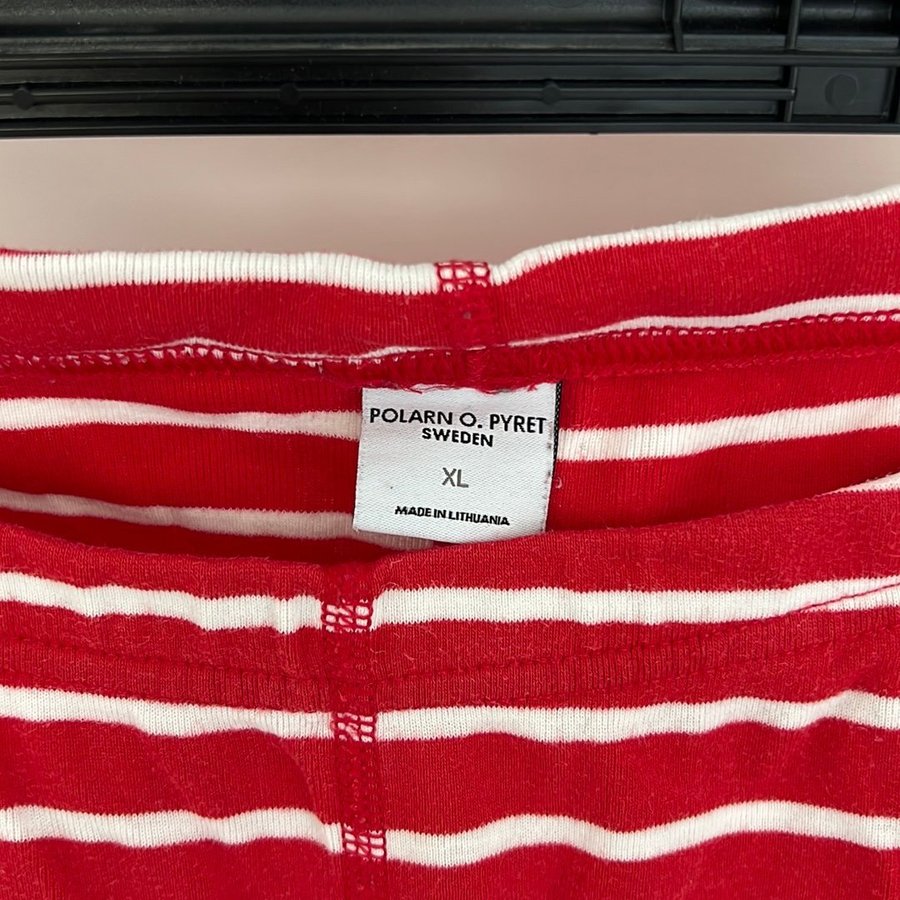 POLARN O. PYRET
SWEDEN
XL
MADE IN LITHUANIA